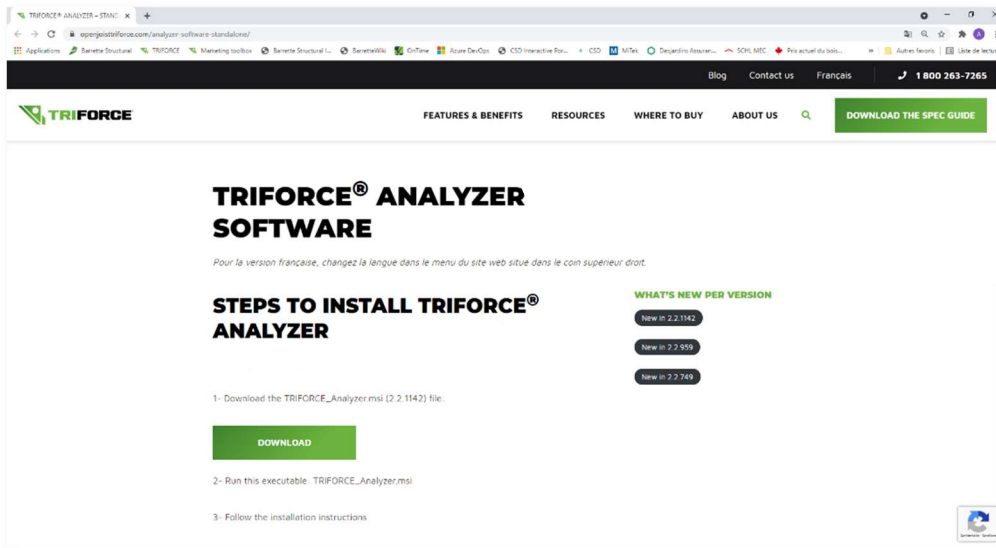 TRIFORCE® ANALYZER – STAND
openjoisttriforce.com/analyzer-software-standalone/
Applications Barrette Structural TRIFORCE Marketing toolbox Barrette Structural I... BarretteWiki OnTime Azure DevOps CSD Interactive Por... CSD MiTek Desjardins Assuran... SCHL MEC Prix actuel du bois... » Autres favoris Liste de lectur
Blog Contact us Français 1 800 263-7265
TRIFORCE
FEATURES & BENEFITS RESOURCES WHERE TO BUY ABOUT US DOWNLOAD THE SPEC GUIDE
TRIFORCE® ANALYZER
SOFTWARE
Pour la version française, changez la langue dans le menu du site web situé dans le coin supérieur droit.
STEPS TO INSTALL TRIFORCE®
ANALYZER
WHAT'S NEW PER VERSION
New in 2.2.1142
New in 2.2.959
New in 2.2.749
1- Download the TRIFORCE_Analyzer.msi (2.2.1142) file.
DOWNLOAD
2- Run this executable: TRIFORCE_Analyzer.msi
3- Follow the installation instructions